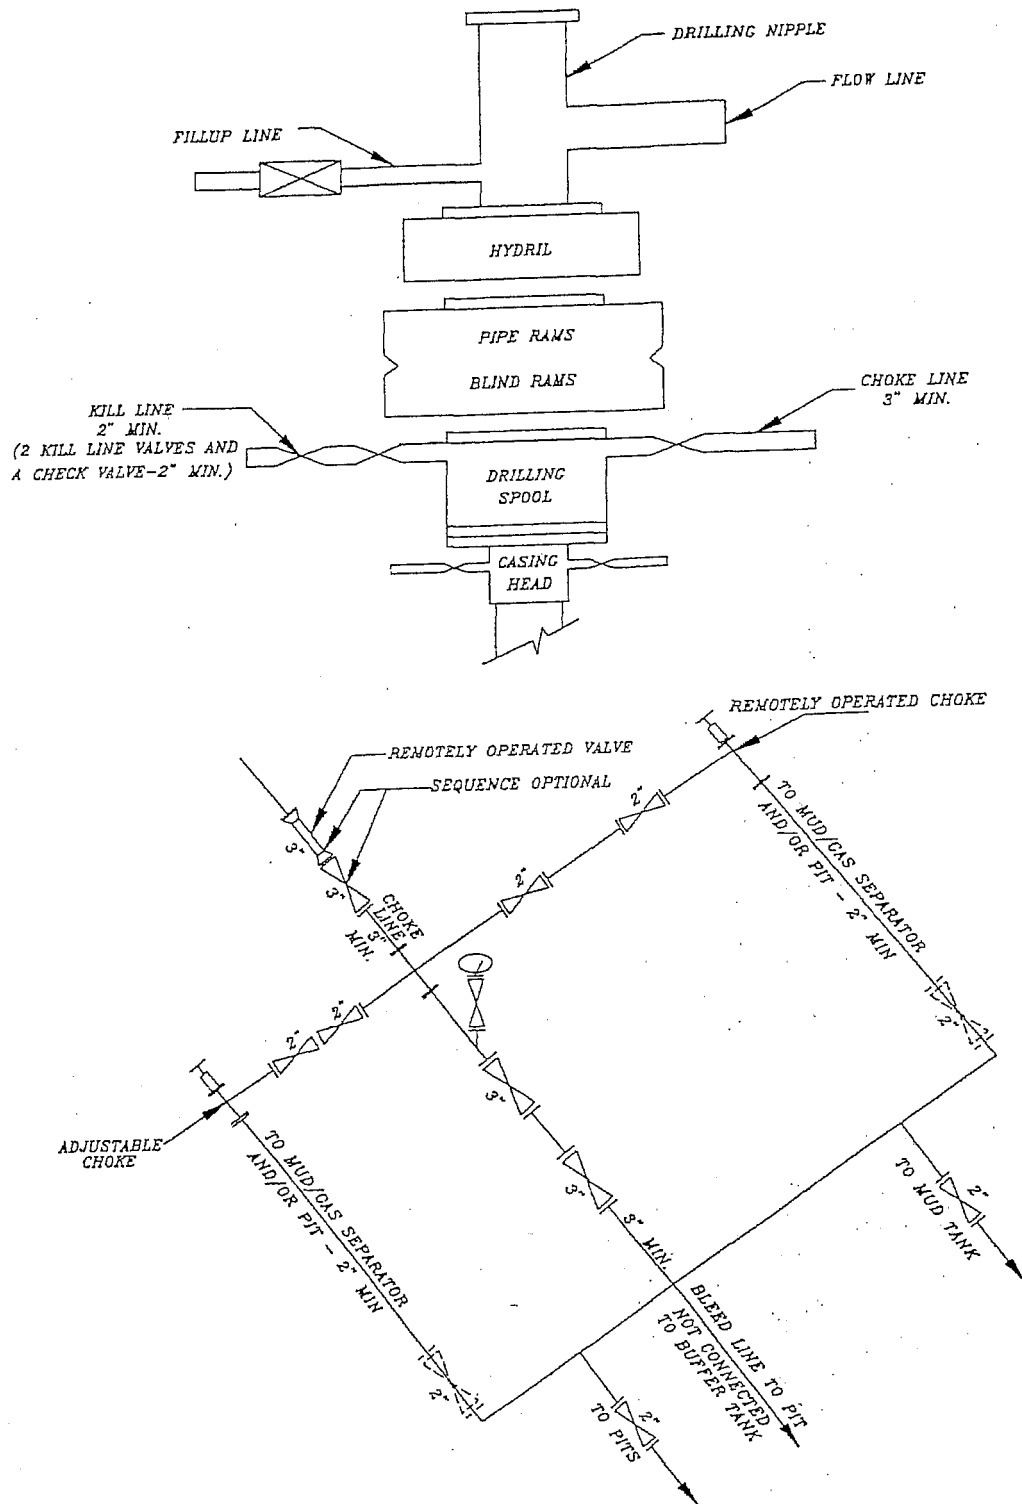 DRILLING NIPPLE
FLOW LINE
FILLUP LINE
HYDRIL
PIPE RAMS
BLIND RAMS
CHOKE LINE
3" MIN.
KILL LINE
2" MIN.
(2 KILL LINE VALVES AND
A CHECK VALVE-2" MIN.)
DRILLING
SPOOL
CASING
HEAD
REMOTELY OPERATED CHOKE
REMOTELY OPERATED VALVE
SEQUENCE OPTIONAL
3"
3"
CHOKE
LINE
3"
MIN.
2"
2"
TO MUD/GAS SEPARATOR
AND/OR PIT - 2" MIN
2"
2"
2"
3"
3"
3" MIN.
ADJUSTABLE
CHOKE
TO MUD/GAS SEPARATOR
AND/OR PIT - 2" MIN
2"
2"
TO MUD TANK
BLEED LINE TO PIT
NOT CONNECTED
TO BUFFER TANK
2"
TO PITS